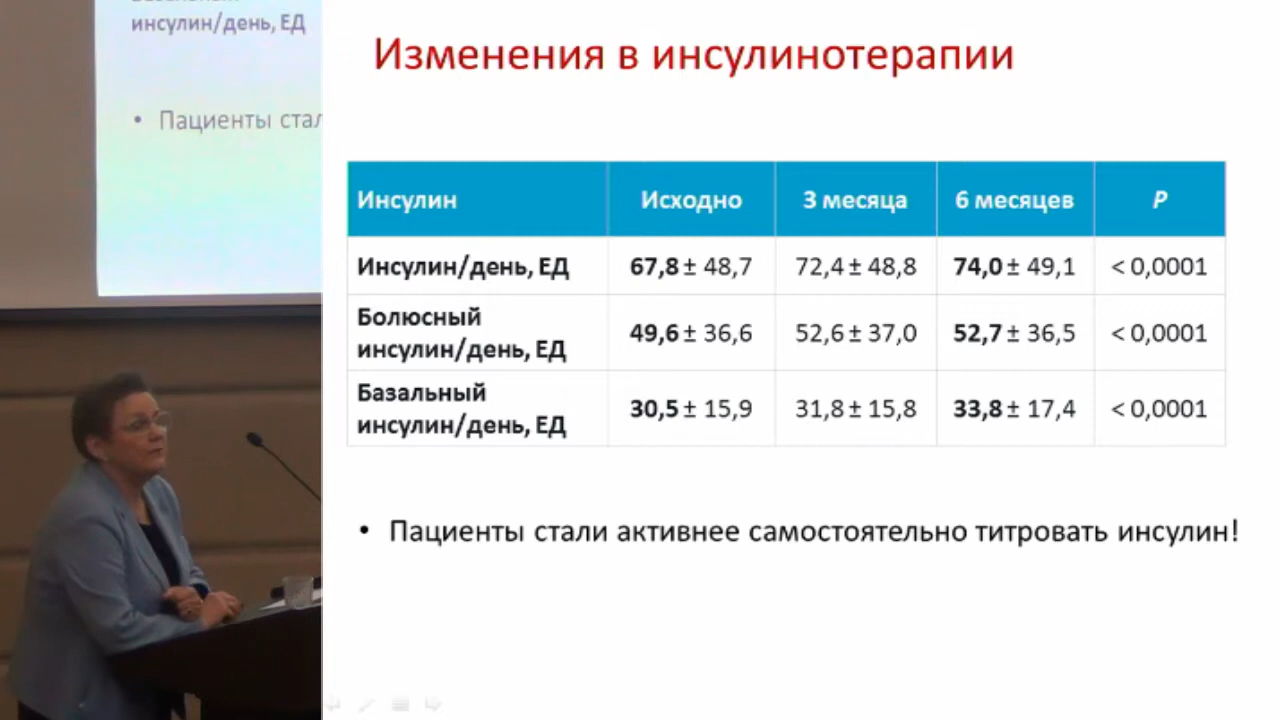 инсулин/день, ЕД
• Пациенты стал
Изменения в инсулинотерапии
Инсулин Исходно 3 месяца 6 месяцев P
Инсулин/день, ЕД 67,8 ± 48,7 72,4 ± 48,8 74,0 ± 49,1 < 0,0001
Болюсный
инсулин/день, ЕД 49,6 ± 36,6 52,6 ± 37,0 52,7 ± 36,5 < 0,0001
Базальный
инсулин/день, ЕД 30,5 ± 15,9 31,8 ± 15,8 33,8 ± 17,4 < 0,0001
• Пациенты стали активнее самостоятельно титровать инсулин!